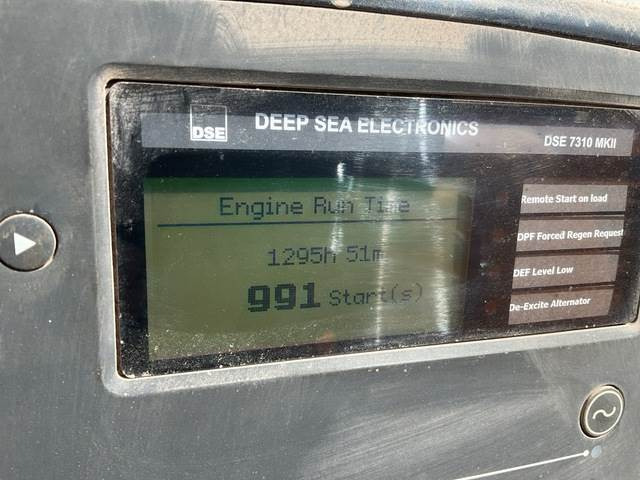 DSE
DEEP SEA ELECTRONICS
DSE 7310 MKII
Engine Run Time
1295H 51m
991 Start(s)
Remote Start on load
DPF Forced Regen Request
DEF Level Low
De-Excite Alternator